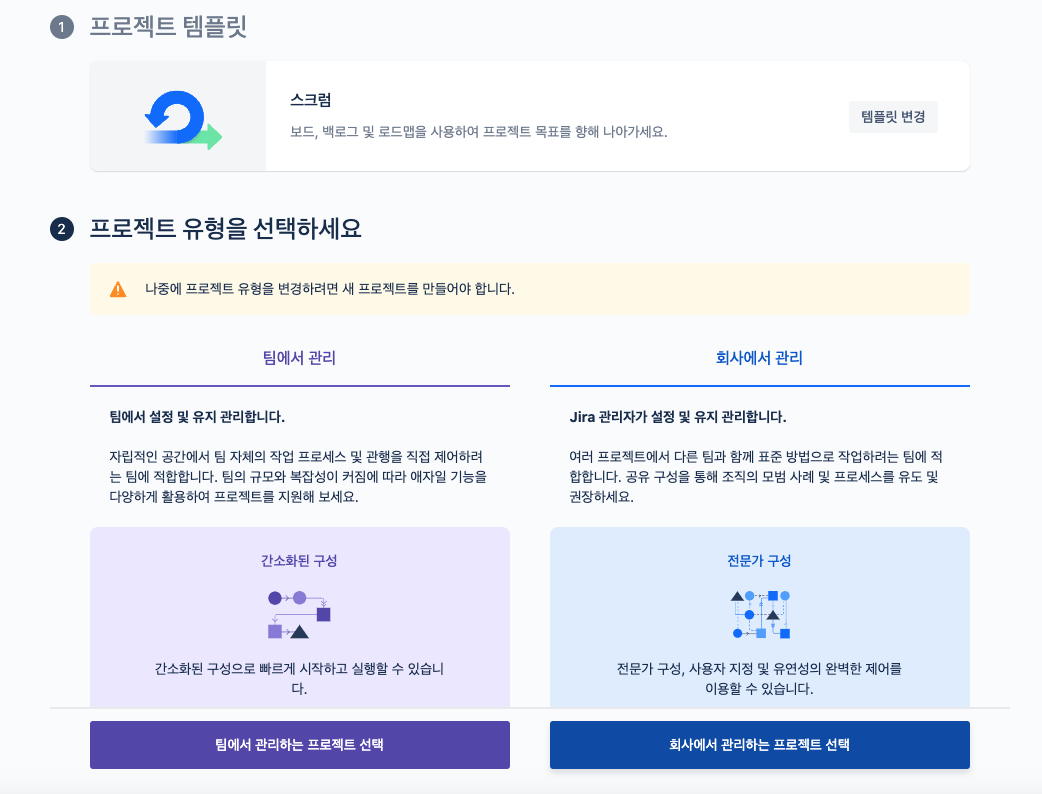 1 프로젝트 템플릿
스크럼
보드, 백로그 및 로드맵을 사용하여 프로젝트 목표를 향해 나아가세요.
템플릿 변경
2 프로젝트 유형을 선택하세요
나중에 프로젝트 유형을 변경하려면 새 프로젝트를 만들어야 합니다.
팀에서 관리
팀에서 설정 및 유지 관리합니다.
자립적인 공간에서 팀 자체의 작업 프로세스 및 관행을 직접 제어하려
는 팀에 적합합니다. 팀의 규모와 복잡성이 커짐에 따라 애자일 기능을
다양하게 활용하여 프로젝트를 지원해 보세요.
간소화된 구성
간소화된 구성으로 빠르게 시작하고 실행할 수 있습니
다.
팀에서 관리하는 프로젝트 선택
회사에서 관리
Jira 관리자가 설정 및 유지 관리합니다.
여러 프로젝트에서 다른 팀과 함께 표준 방법으로 작업하려는 팀에 적
합합니다. 공유 구성을 통해 조직의 모범 사례 및 프로세스를 유도 및
권장하세요.
전문가 구성
전문가 구성, 사용자 지정 및 유연성의 완벽한 제어를
이용할 수 있습니다.
회사에서 관리하는 프로젝트 선택